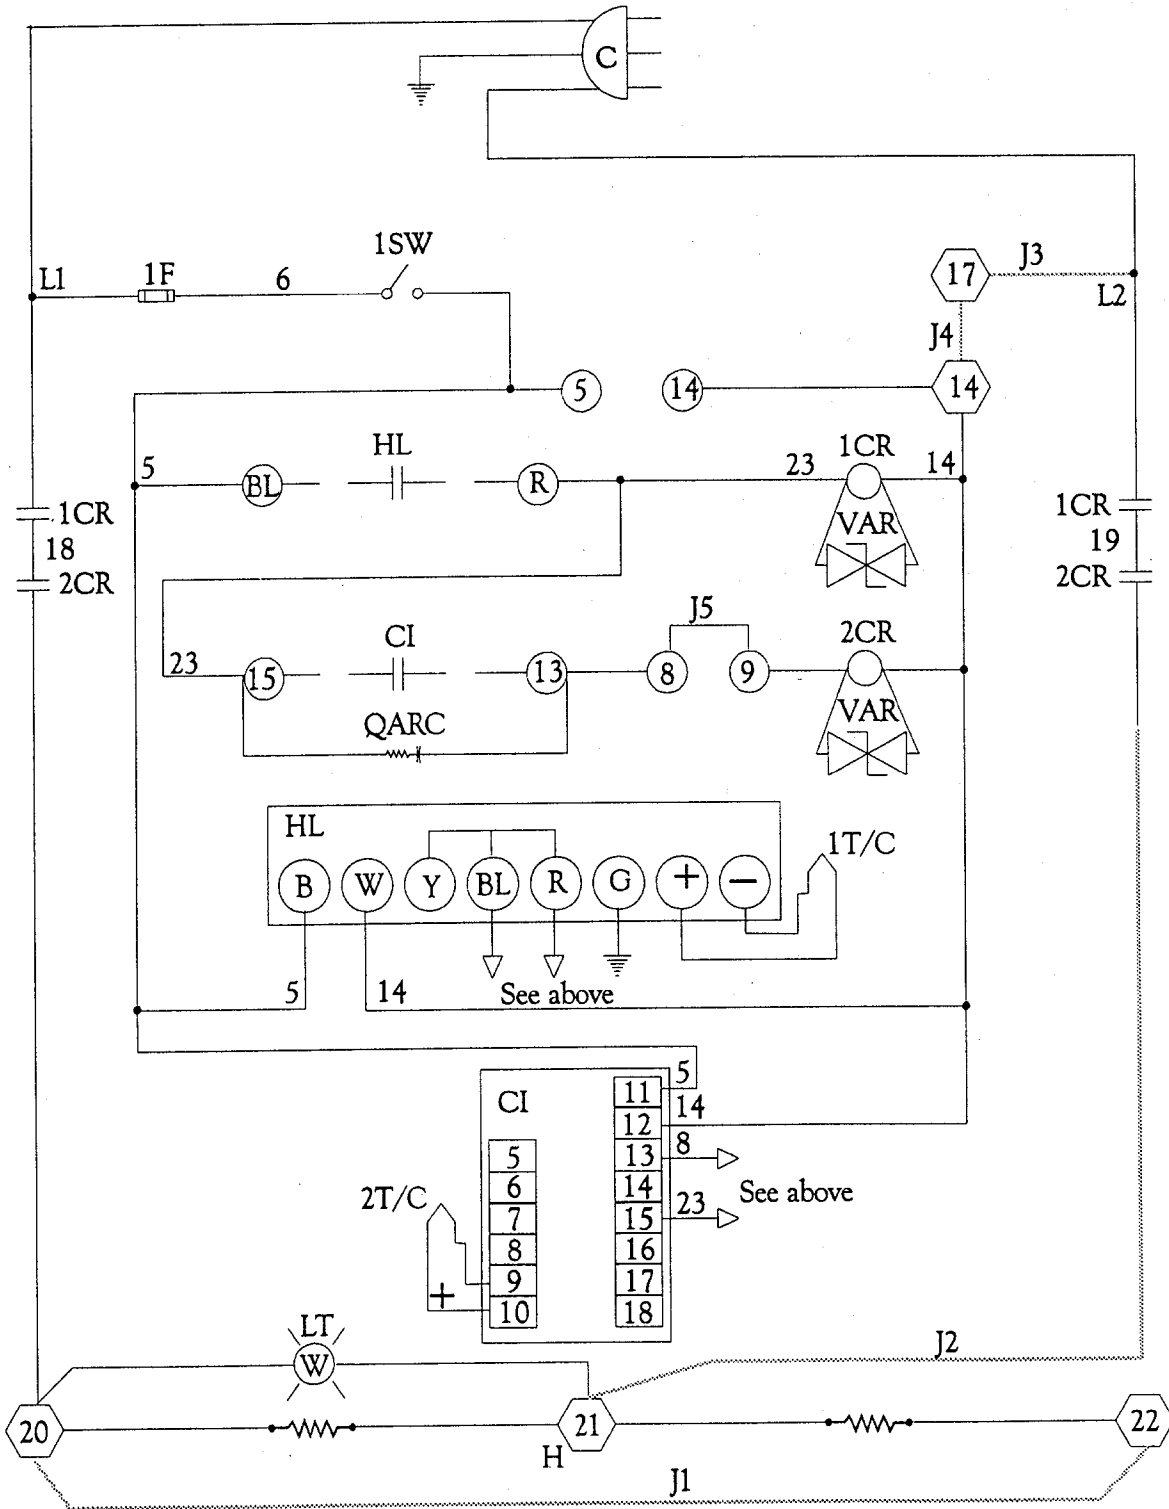 C
1SW
L1
1F
6
17
J3
L2
J4
5
14
14
HL
1CR
5
BL
R
23
14
1CR
VAR
1CR
18
19
2CR
2CR
J5
CI
2CR
23
15
13
8
9
QARC
VAR
HL
1T/C
B
W
Y
BL
R
G
+
−
5
14
See above
5
11
CI
14
12
8
5
13
6
14
See above
2T/C
23
7
15
8
16
9
17
+
10
18
LT
W
J2
20
21
22
H
J1